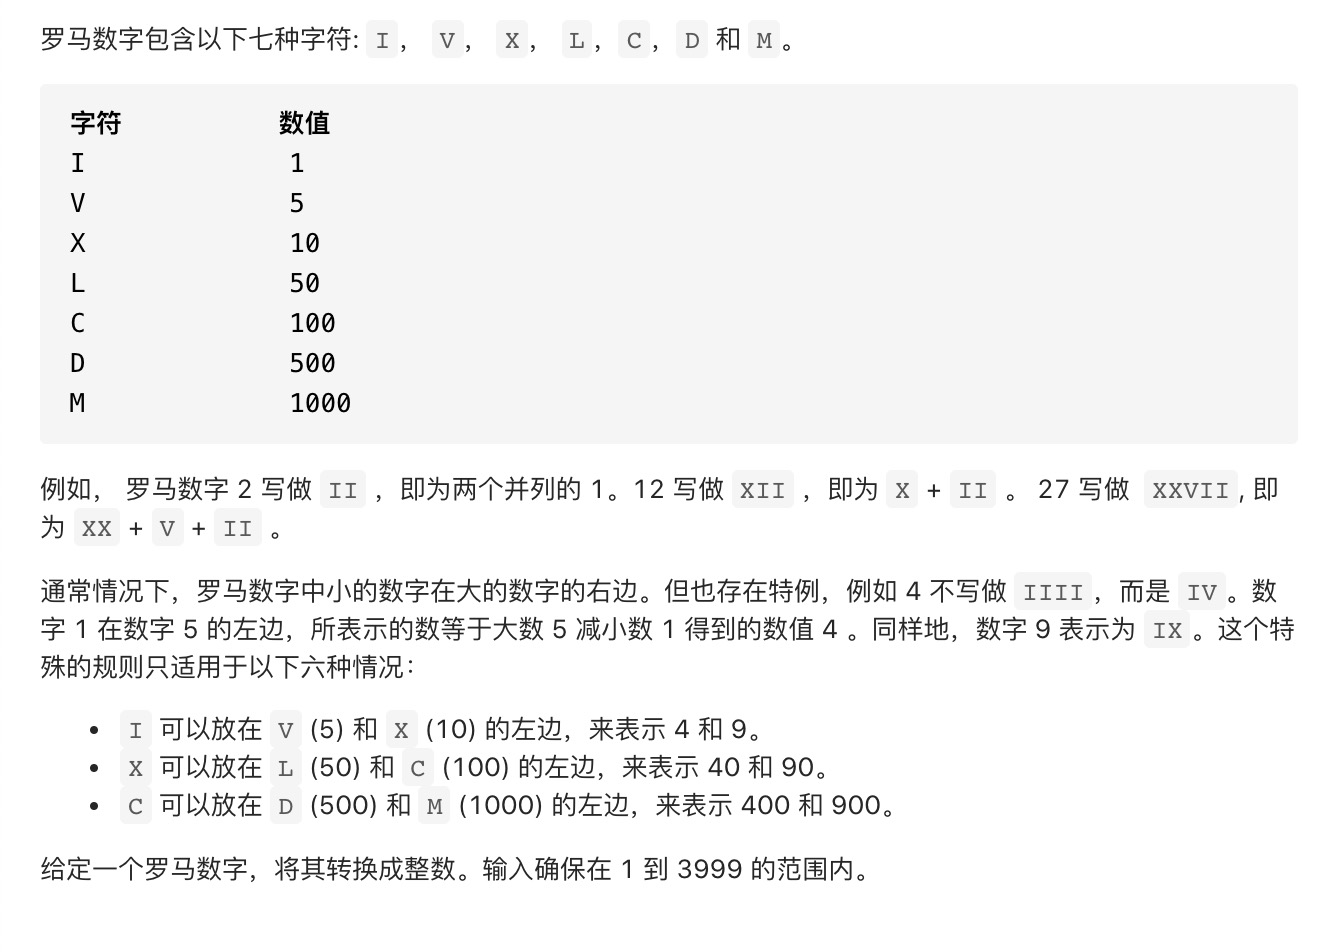 罗马数字包含以下七种字符: I， V， X， L，C，D 和 M。
字符 数值
I 1
V 5
X 10
L 50
C 100
D 500
M 1000
例如， 罗马数字 2 写做 II ，即为两个并列的 1。12 写做 XII ，即为 X + II 。 27 写做 XXVII, 即
为 XX + V + II 。
通常情况下，罗马数字中小的数字在大的数字的右边。但也存在特例，例如 4 不写做 IIII，而是 IV。数
字 1 在数字 5 的左边，所表示的数等于大数 5 减小数 1 得到的数值 4 。同样地，数字 9 表示为 IX。这个特
殊的规则只适用于以下六种情况：
• I 可以放在 V (5) 和 X (10) 的左边，来表示 4 和 9。
• X 可以放在 L (50) 和 C (100) 的左边，来表示 40 和 90。
• C 可以放在 D (500) 和 M (1000) 的左边，来表示 400 和 900。
给定一个罗马数字，将其转换成整数。输入确保在 1 到 3999 的范围内。